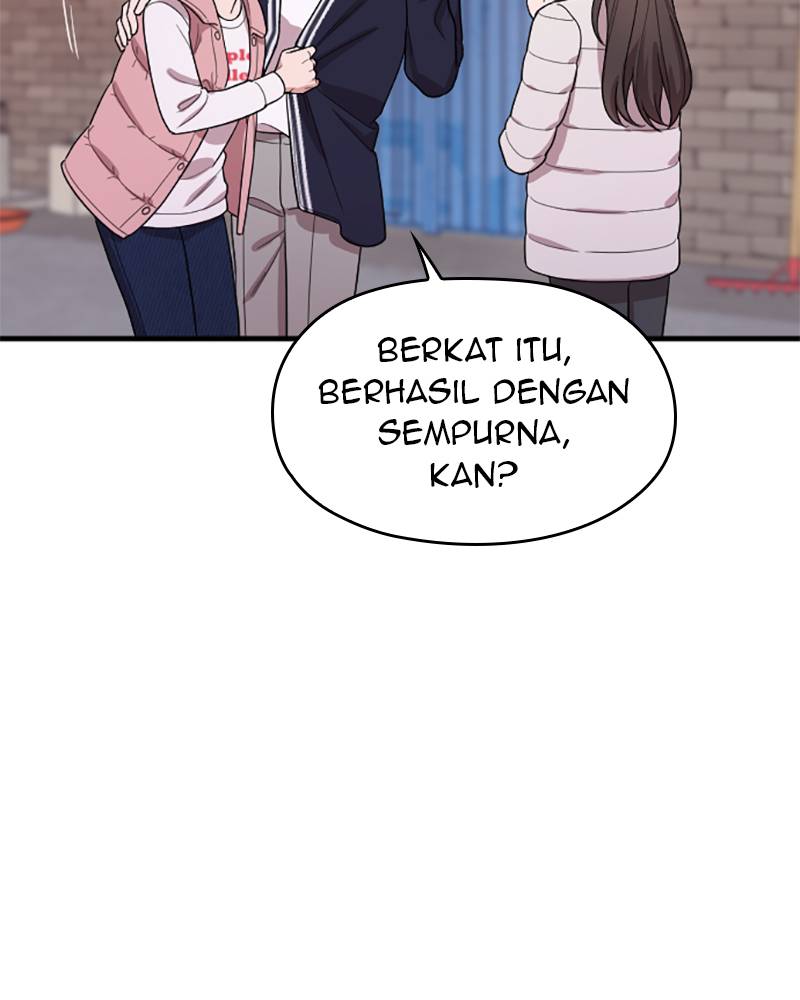 BERKAT ITU,
BERHASIL DENGAN
SEMPURNA,
KAN?